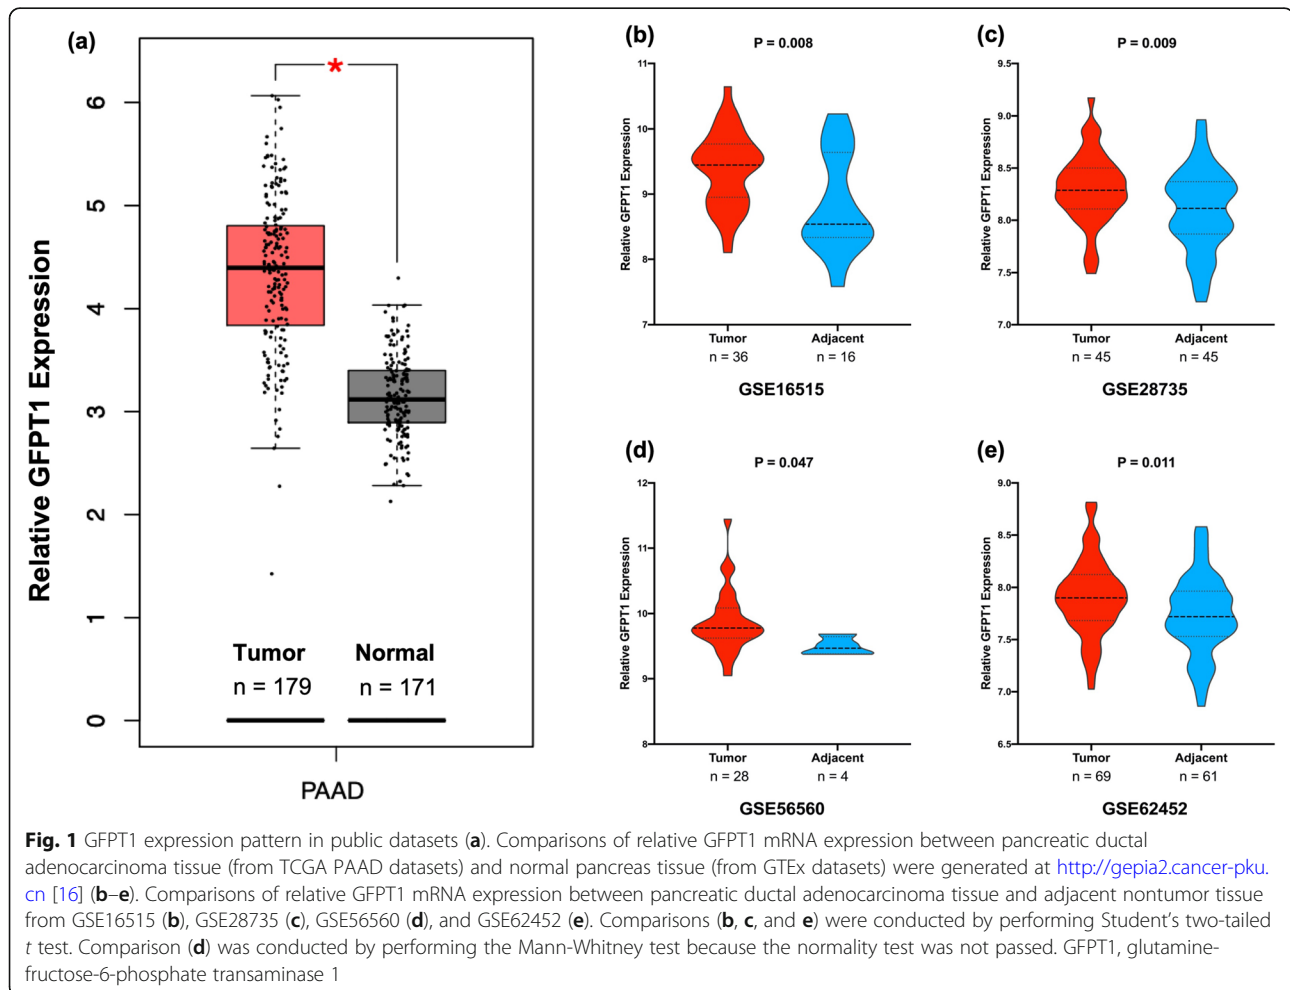 (a)
*
Relative GFPT1 Expression
6
5
4
3
2
1
0
Tumor
n = 179
Normal
n = 171
PAAD
(b)
P = 0.008
Relative GFPT1 Expression
11
10
9
8
7
Tumor
n = 36
Adjacent
n = 16
GSE16515
(c)
P = 0.009
Relative GFPT1 Expression
9.5
9.0
8.5
8.0
7.5
7.0
Tumor
n = 45
Adjacent
n = 45
GSE28735
(d)
P = 0.047
Relative GFPT1 Expression
12
11
10
9
8
Tumor
n = 28
Adjacent
n = 4
GSE56560
(e)
P = 0.011
Relative GFPT1 Expression
9.0
8.5
8.0
7.5
7.0
6.5
Tumor
n = 69
Adjacent
n = 61
GSE62452
Fig. 1 GFPT1 expression pattern in public datasets (a). Comparisons of relative GFPT1 mRNA expression between pancreatic ductal
adenocarcinoma tissue (from TCGA PAAD datasets) and normal pancreas tissue (from GTEx datasets) were generated at http://gepia2.cancer-pku.
cn [16] (b–e). Comparisons of relative GFPT1 mRNA expression between pancreatic ductal adenocarcinoma tissue and adjacent nontumor tissue
from GSE16515 (b), GSE28735 (c), GSE56560 (d), and GSE62452 (e). Comparisons (b, c, and e) were conducted by performing Student's two-tailed
t test. Comparison (d) was conducted by performing the Mann-Whitney test because the normality test was not passed. GFPT1, glutamine-
fructose-6-phosphate transaminase 1